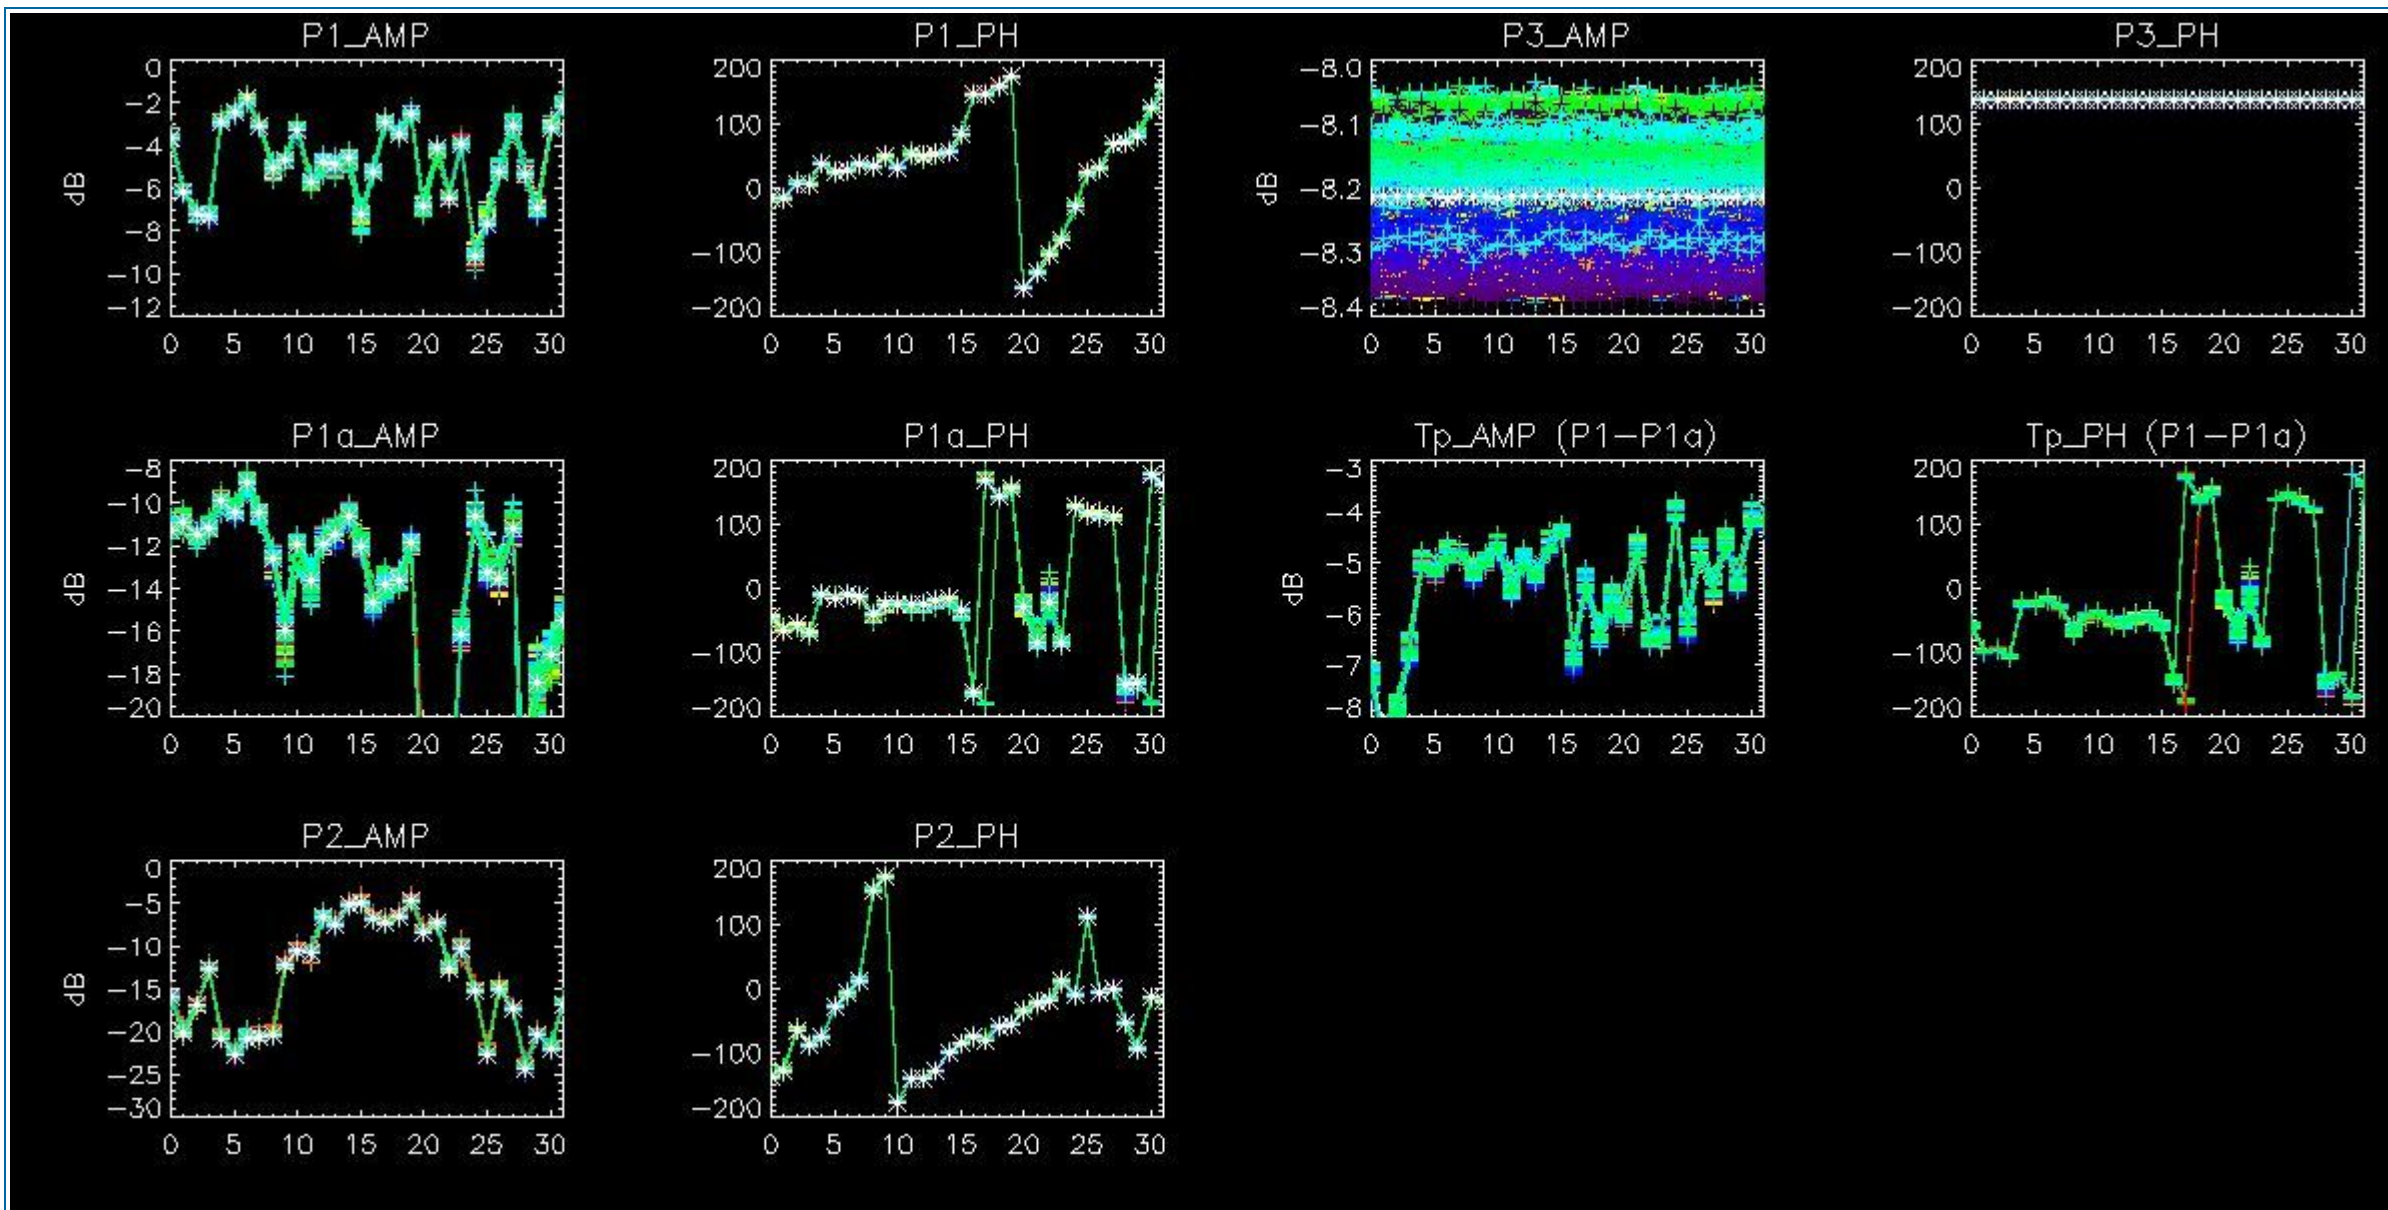 P1_AMP
P1_PH
P3_AMP
P3_PH
0
−2
−4
−6
−8
−10
−12
dB
0 5 10 15 20 25 30
200
100
0
−100
−200
0 5 10 15 20 25 30
−8.0
−8.1
−8.2
−8.3
−8.4
dB
0 5 10 15 20 25 30
200
100
0
−100
−200
0 5 10 15 20 25 30
P1a_AMP
P1a_PH
Tp_AMP (P1−P1a)
Tp_PH (P1−P1a)
−8
−10
−12
−14
−16
−18
−20
dB
0 5 10 15 20 25 30
200
100
0
−100
−200
0 5 10 15 20 25 30
−3
−4
−5
−6
−7
−8
dB
0 5 10 15 20 25 30
200
100
0
−100
−200
0 5 10 15 20 25 30
P2_AMP
P2_PH
0
−5
−10
−15
−20
−25
−30
dB
0 5 10 15 20 25 30
200
100
0
−100
−200
0 5 10 15 20 25 30